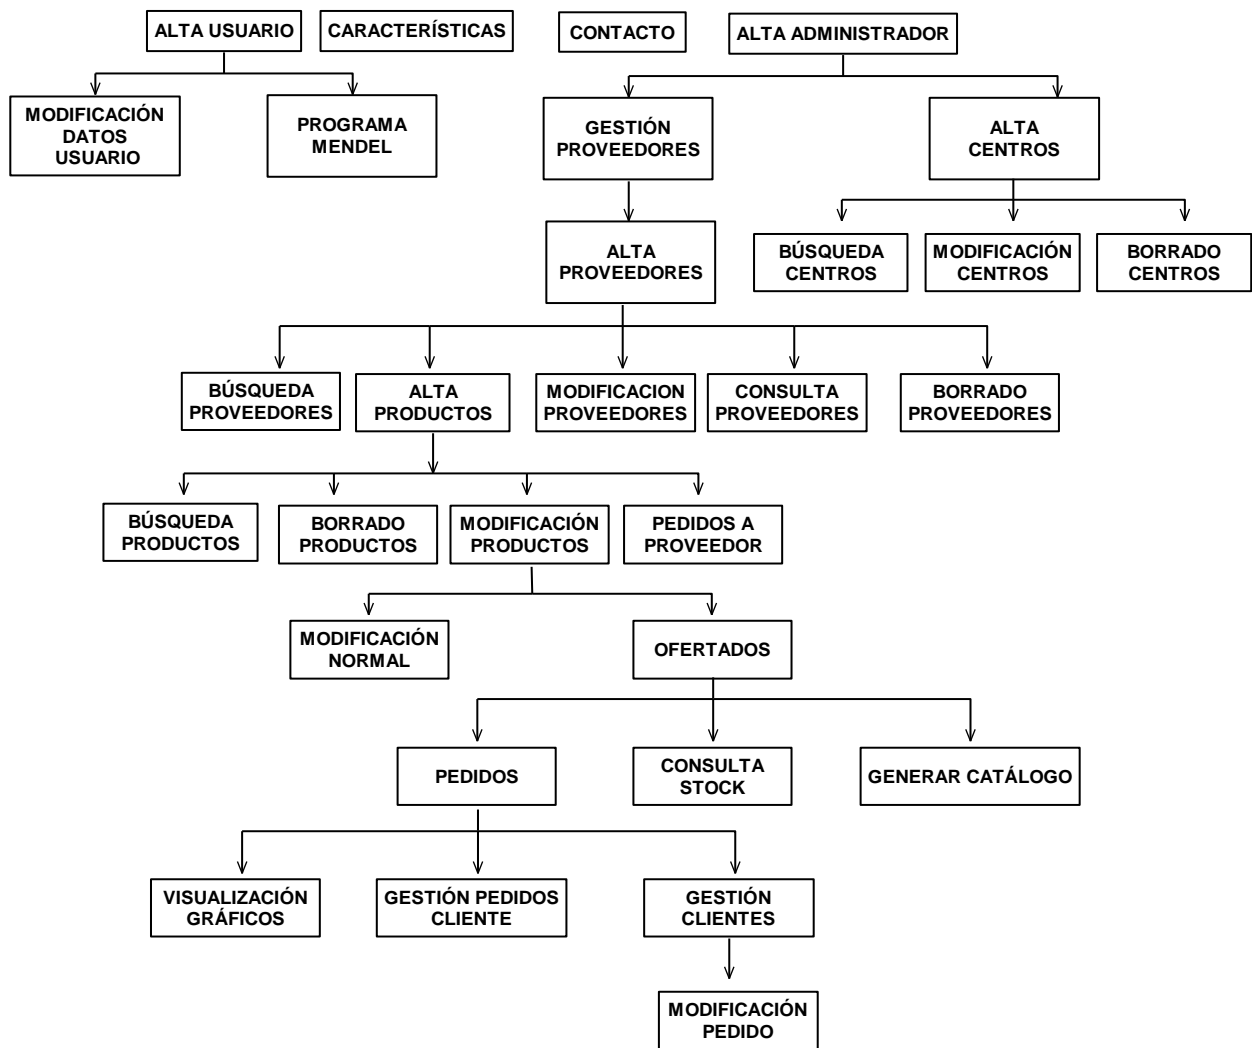 ALTA USUARIO
CARACTERÍSTICAS
CONTACTO
ALTA ADMINISTRADOR
MODIFICACIÓN
DATOS
USUARIO
PROGRAMA
MENDEL
GESTIÓN
PROVEEDORES
ALTA
CENTROS
ALTA
PROVEEDORES
BÚSQUEDA
CENTROS
MODIFICACIÓN
CENTROS
BORRADO
CENTROS
BÚSQUEDA
PROVEEDORES
ALTA
PRODUCTOS
MODIFICACION
PROVEEDORES
CONSULTA
PROVEEDORES
BORRADO
PROVEEDORES
BÚSQUEDA
PRODUCTOS
BORRADO
PRODUCTOS
MODIFICACIÓN
PRODUCTOS
PEDIDOS A
PROVEEDOR
MODIFICACIÓN
NORMAL
OFERTADOS
PEDIDOS
CONSULTA
STOCK
GENERAR CATÁLOGO
VISUALIZACIÓN
GRÁFICOS
GESTIÓN PEDIDOS
CLIENTE
GESTIÓN
CLIENTES
MODIFICACIÓN
PEDIDO